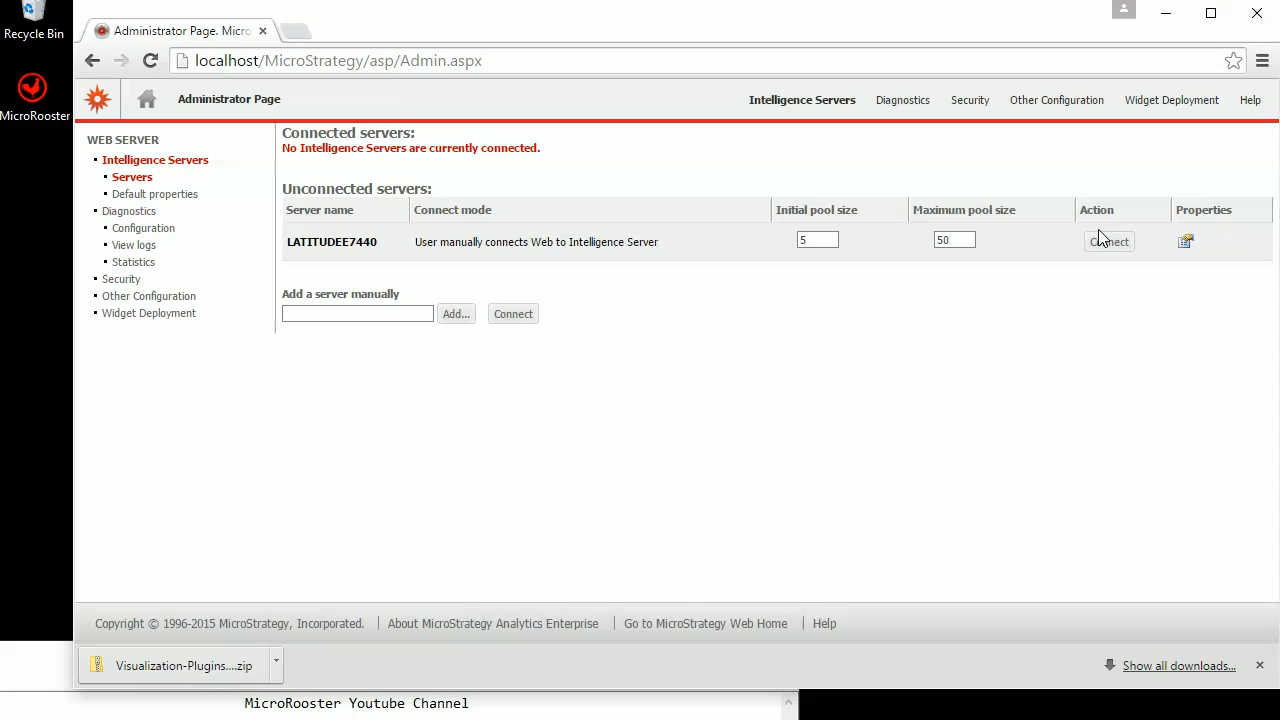 Recycle Bin
MicroRooster
Administrator Page. Micro
localhost/MicroStrategy/asp/Admin.aspx
Administrator Page
Intelligence Servers Diagnostics Security Other Configuration Widget Deployment Help
WEB SERVER
Intelligence Servers
Servers
Default properties
Diagnostics
Configuration
View logs
Statistics
Security
Other Configuration
Widget Deployment
Connected servers:
No Intelligence Servers are currently connected.
Unconnected servers:
Server name Connect mode Initial pool size Maximum pool size Action Properties
LATITUDEE7440 User manually connects Web to Intelligence Server 5 50 Connect
Add a server manually
Add... Connect
Copyright © 1996-2015 MicroStrategy, Incorporated. About MicroStrategy Analytics Enterprise Go to MicroStrategy Web Home Help
Visualization-Plugins....zip Show all downloads...
MicroRooster Youtube Channel